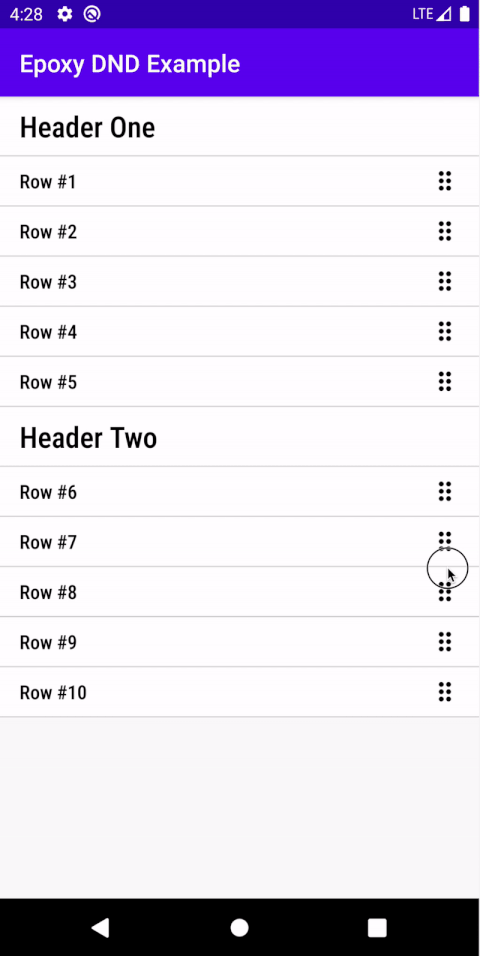 4:28 LTE
Epoxy DND Example
Header One
Row #1
Row #2
Row #3
Row #4
Row #5
Header Two
Row #6
Row #7
Row #8
Row #9
Row #10